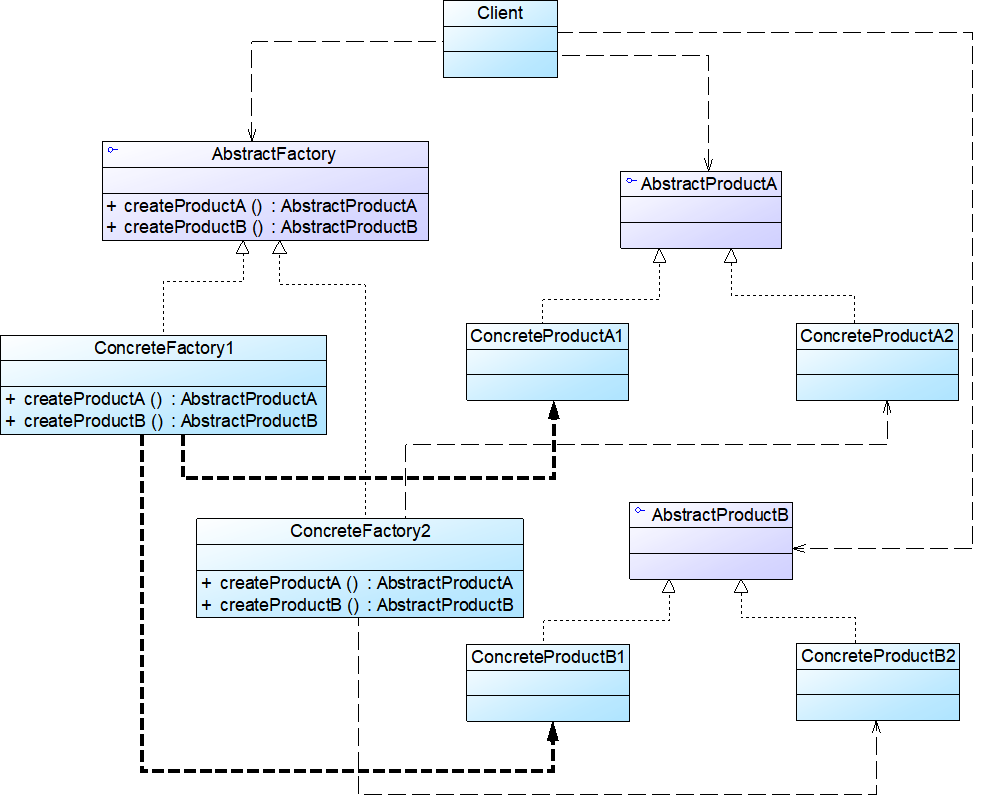 Client
AbstractFactory
+ createProductA () : AbstractProductA
+ createProductB () : AbstractProductB
AbstractProductA
ConcreteFactory1
+ createProductA () : AbstractProductA
+ createProductB () : AbstractProductB
ConcreteProductA1
ConcreteProductA2
ConcreteFactory2
+ createProductA () : AbstractProductA
+ createProductB () : AbstractProductB
AbstractProductB
ConcreteProductB1
ConcreteProductB2